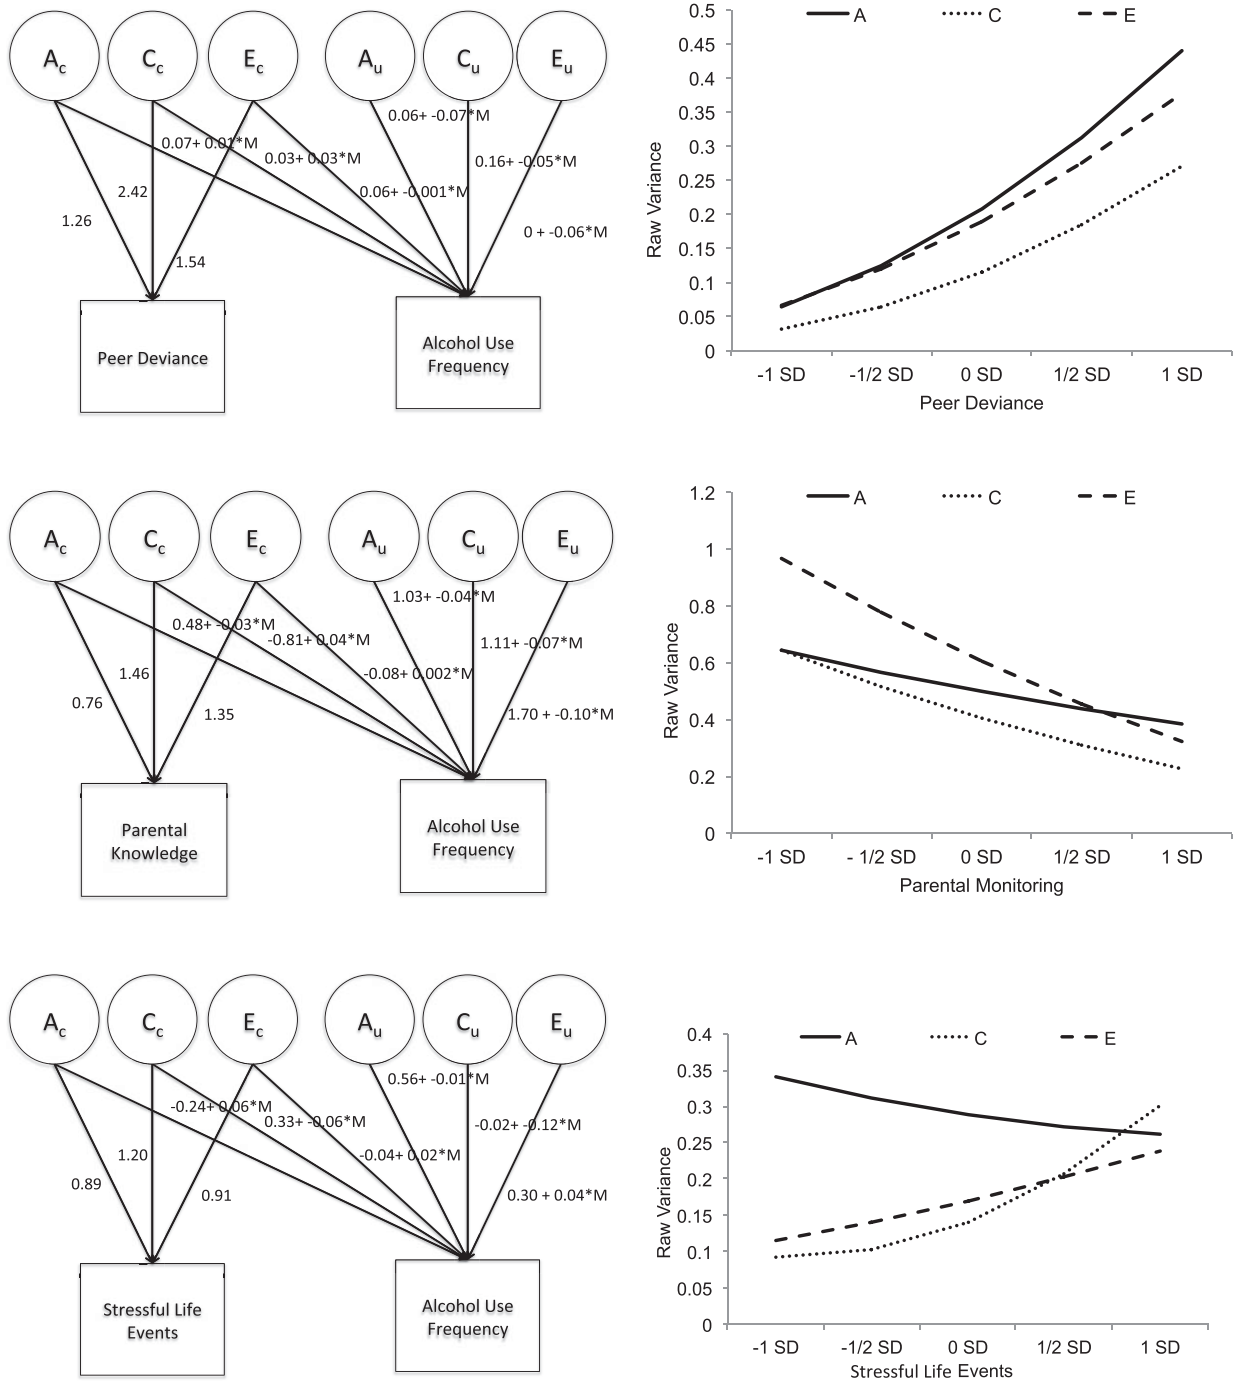 Ac Cc Ec Au Cu Eu
0.06+ -0.07*M
0.07+ 0.01*M
0.03+ 0.03*M
0.16+ -0.05*M
2.42
0.06+ -0.001*M
1.26
0 + -0.06*M
1.54
Peer Deviance
Alcohol Use
Frequency
A C E
0.5
0.45
0.4
0.35
0.3
0.25
0.2
0.15
0.1
0.05
0
Raw Variance
-1 SD -1/2 SD 0 SD 1/2 SD 1 SD
Peer Deviance
Ac Cc Ec Au Cu Eu
1.03+ -0.04*M
0.48+ -0.03*M
-0.81+ 0.04*M
1.11+ -0.07*M
1.46
-0.08+ 0.002*M
0.76
1.35
1.70 + -0.10*M
Parental
Knowledge
Alcohol Use
Frequency
A C E
1.2
1
0.8
0.6
0.4
0.2
0
Raw Variance
-1 SD - 1/2 SD 0 SD 1/2 SD 1 SD
Parental Monitoring
Ac Cc Ec Au Cu Eu
0.56+ -0.01*M
-0.24+ 0.06*M
0.33+ -0.06*M
-0.02+ -0.12*M
1.20
-0.04+ 0.02*M
0.89
0.91
0.30 + 0.04*M
Stressful Life
Events
Alcohol Use
Frequency
A C E
0.4
0.35
0.3
0.25
0.2
0.15
0.1
0.05
0
Raw Variance
-1 SD -1/2 SD 0 SD 1/2 SD 1 SD
Stressful Life Events